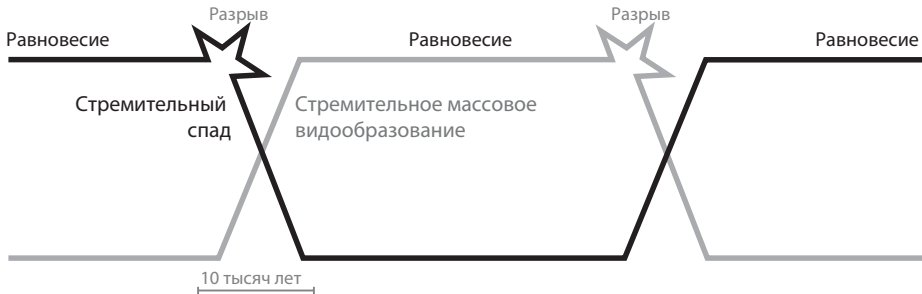 Разрыв
Разрыв
Равновесие
Равновесие
Равновесие
Стремительный
спад
Стремительное массовое
видообразование
10 тысяч лет